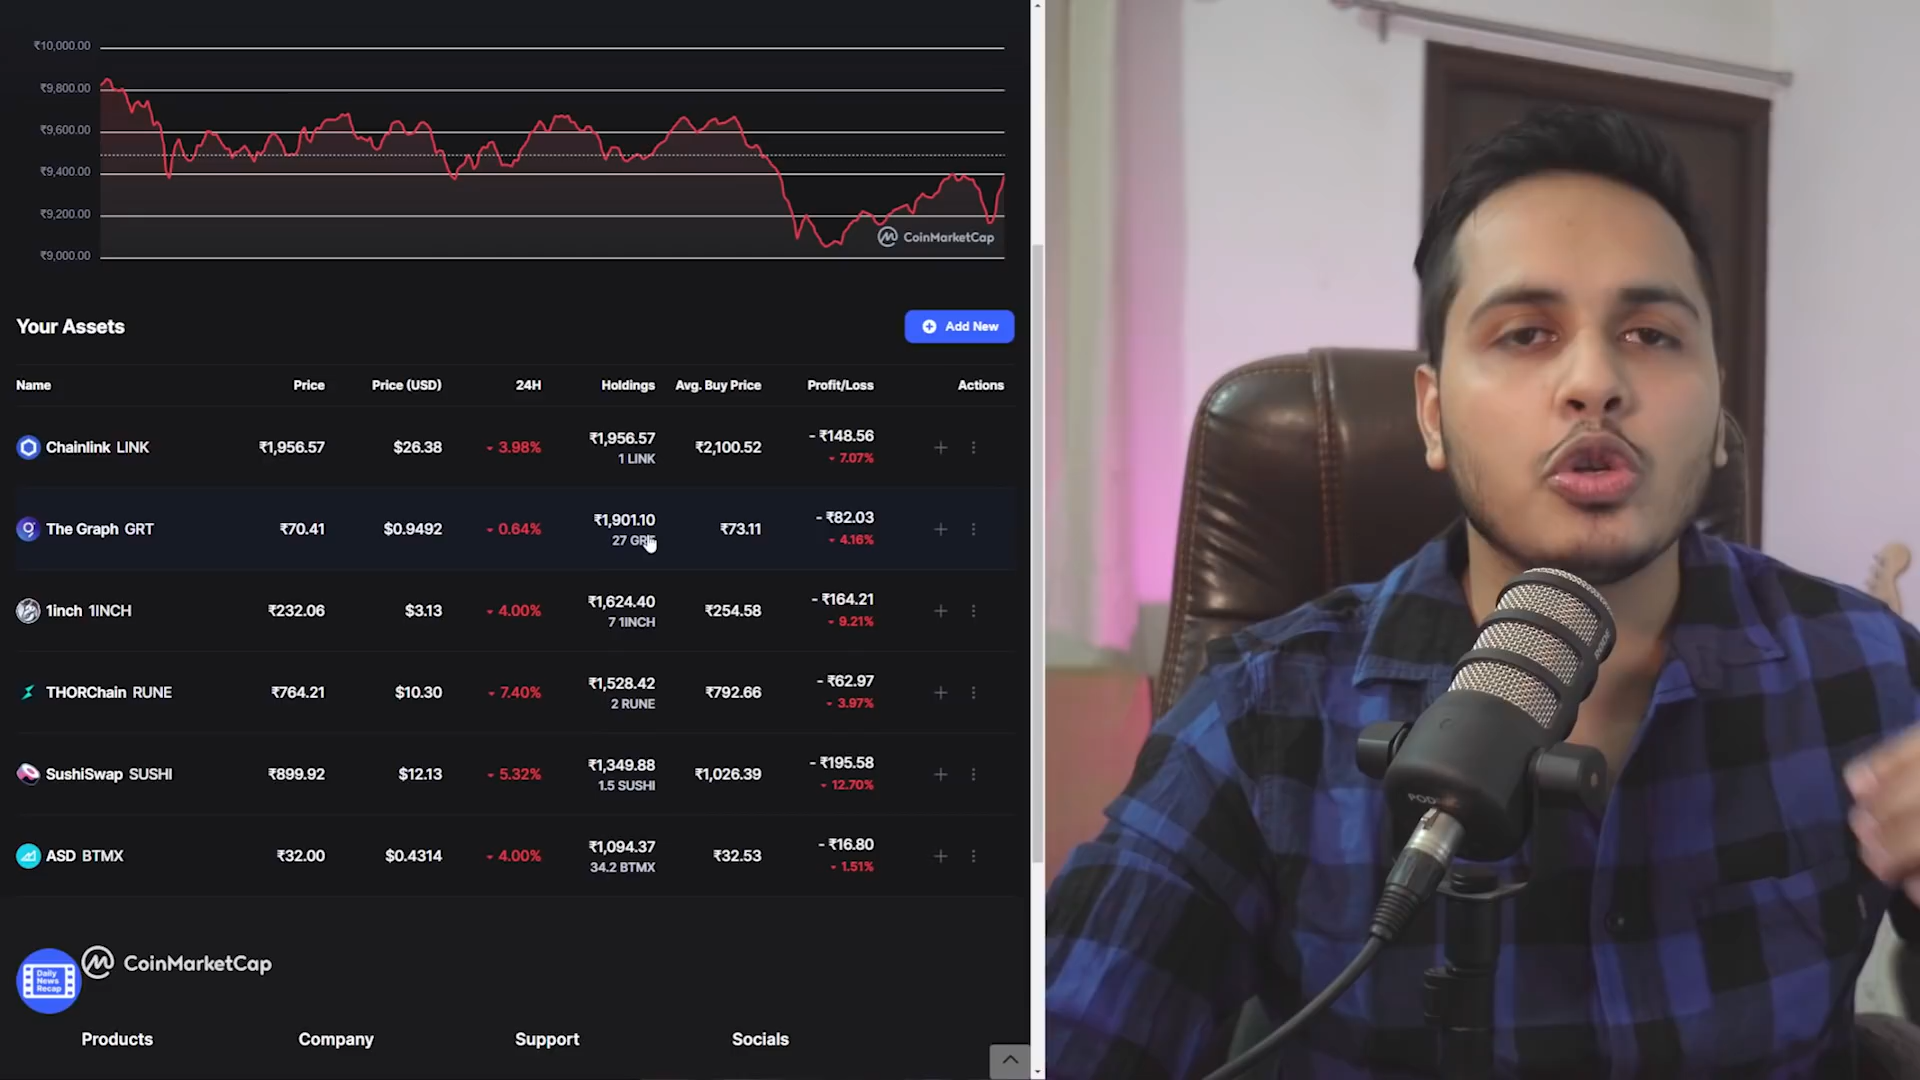 ₹10,000.00
₹9,800.00
₹9,600.00
₹9,400.00
₹9,200.00
₹9,000.00
CoinMarketCap
Your Assets
Add New
Name Price Price (USD) 24H Holdings Avg. Buy Price Profit/Loss Actions
Chainlink LINK ₹1,956.57 $26.38 3.98% ₹1,956.57 ₹2,100.52 - ₹148.56
1 LINK 7.07%
The Graph GRT ₹70.41 $0.9492 0.64% ₹1,901.10 ₹73.11 - ₹82.03
27 4.16%
1inch 1INCH ₹232.06 $3.13 4.00% ₹1,624.40 ₹254.58 - ₹164.21
7 1INCH 9.21%
THORChain RUNE ₹764.21 $10.30 7.40% ₹1,528.42 ₹792.66 - ₹62.97
2 RUNE 3.97%
SushiSwap SUSHI ₹899.92 $12.13 5.32% ₹1,349.88 ₹1,026.39 - ₹195.58
1.5 SUSHI 12.70%
ASD BTMX ₹32.00 $0.4314 4.00% ₹1,094.37 ₹32.53 - ₹16.80
34.2 BTMX 1.51%
Daily
News
Recap
CoinMarketCap
Products Company Support Socials
RODE